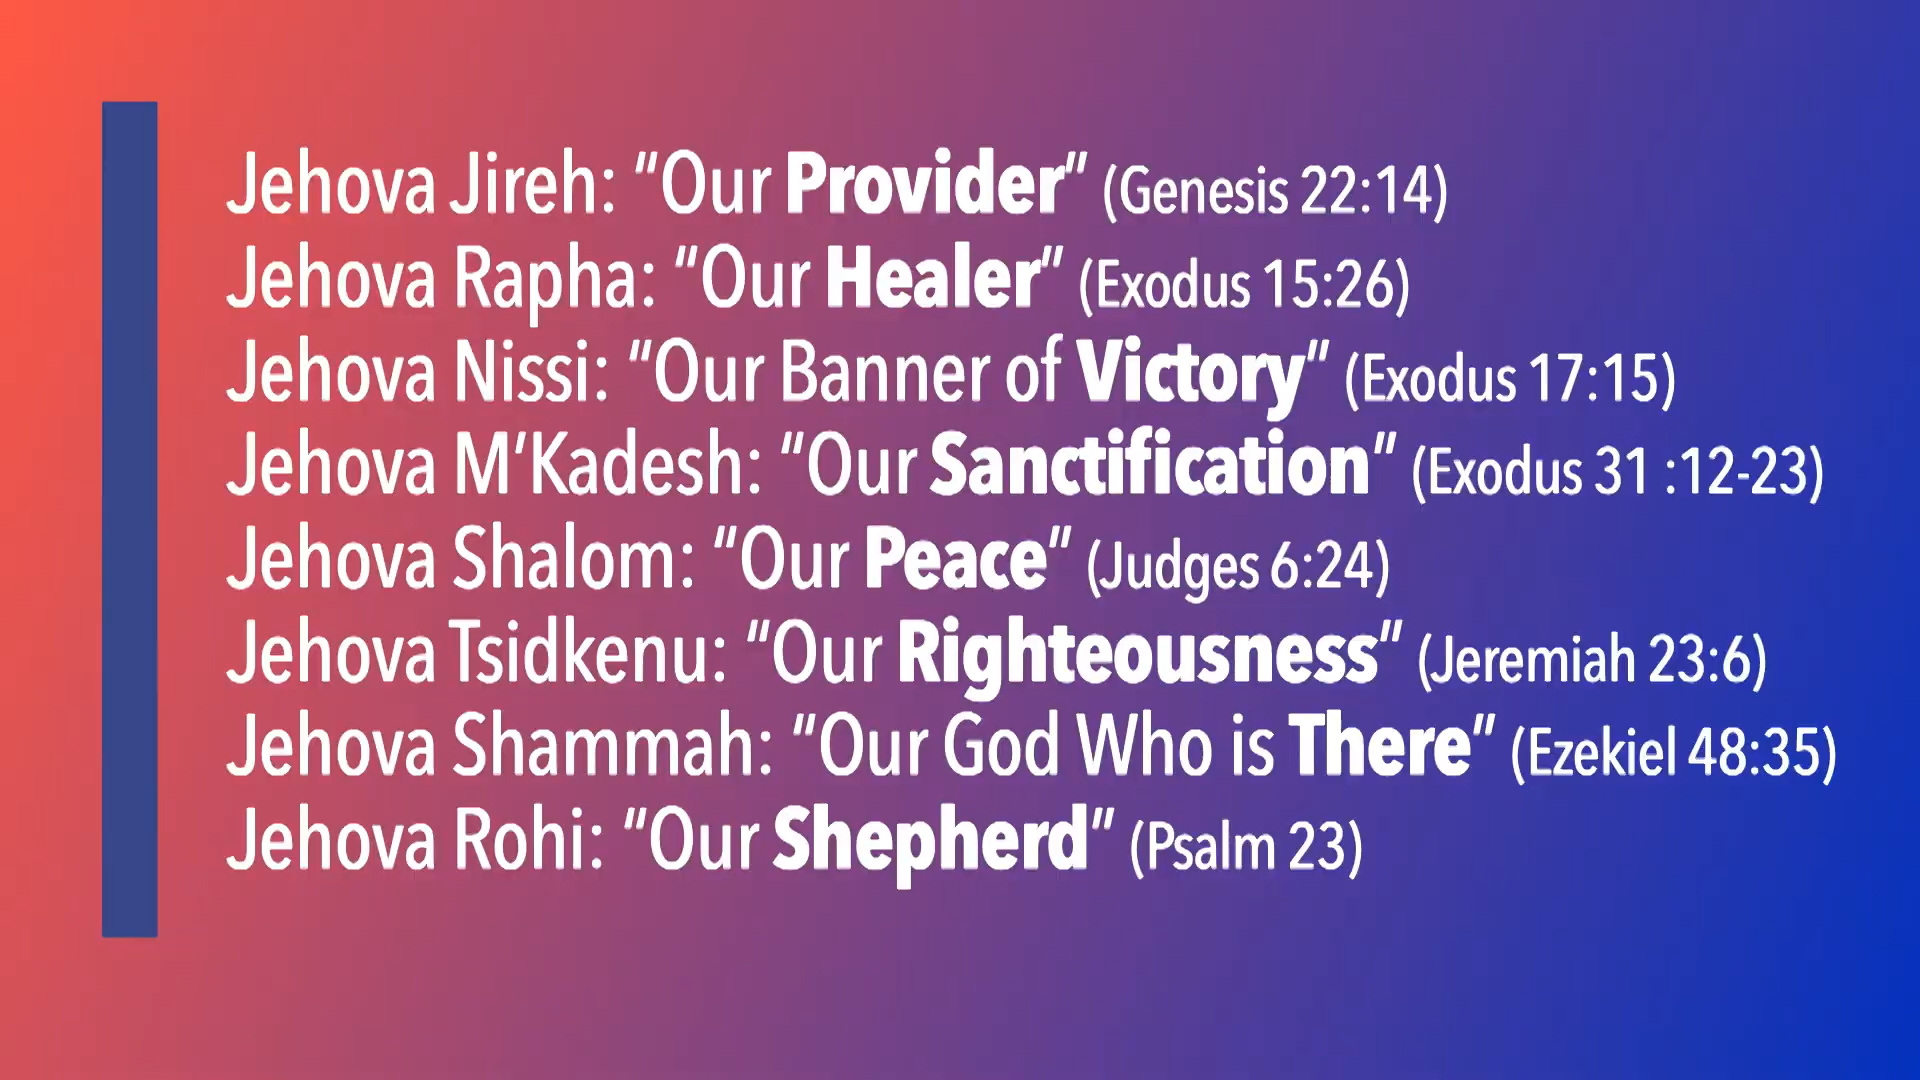 Jehova Jireh: “Our Provider” (Genesis 22:14)
Jehova Rapha: “Our Healer” (Exodus 15:26)
Jehova Nissi: “Our Banner of Victory” (Exodus 17:15)
Jehova M’Kadesh: “Our Sanctification” (Exodus 31 :12-23)
Jehova Shalom: “Our Peace” (Judges 6:24)
Jehova Tsidkenu: “Our Righteousness” (Jeremiah 23:6)
Jehova Shammah: “Our God Who is There” (Ezekiel 48:35)
Jehova Rohi: “Our Shepherd” (Psalm 23)